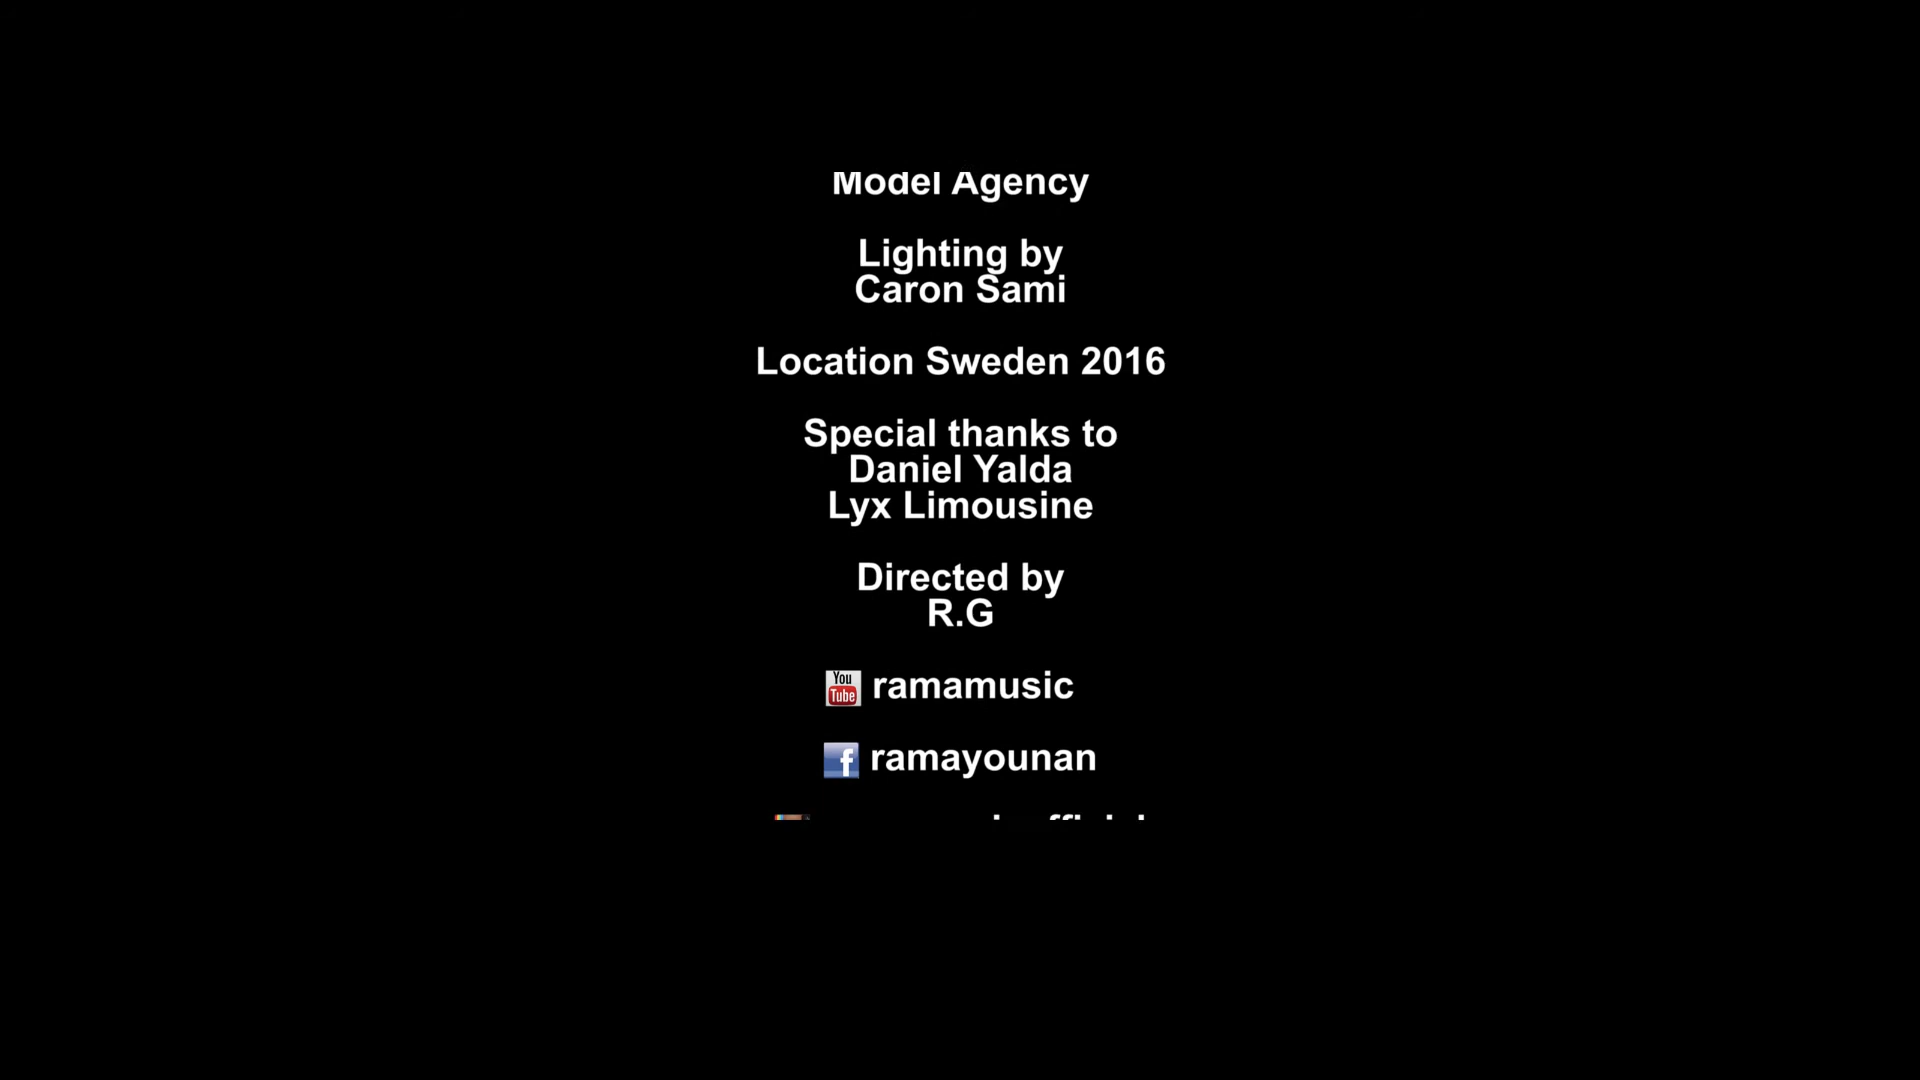 Model Agency
Lighting by
Caron Sami
Location Sweden 2016
Special thanks to
Daniel Yalda
Lyx Limousine
Directed by
R.G
You Tube ramamusic
f ramayounan